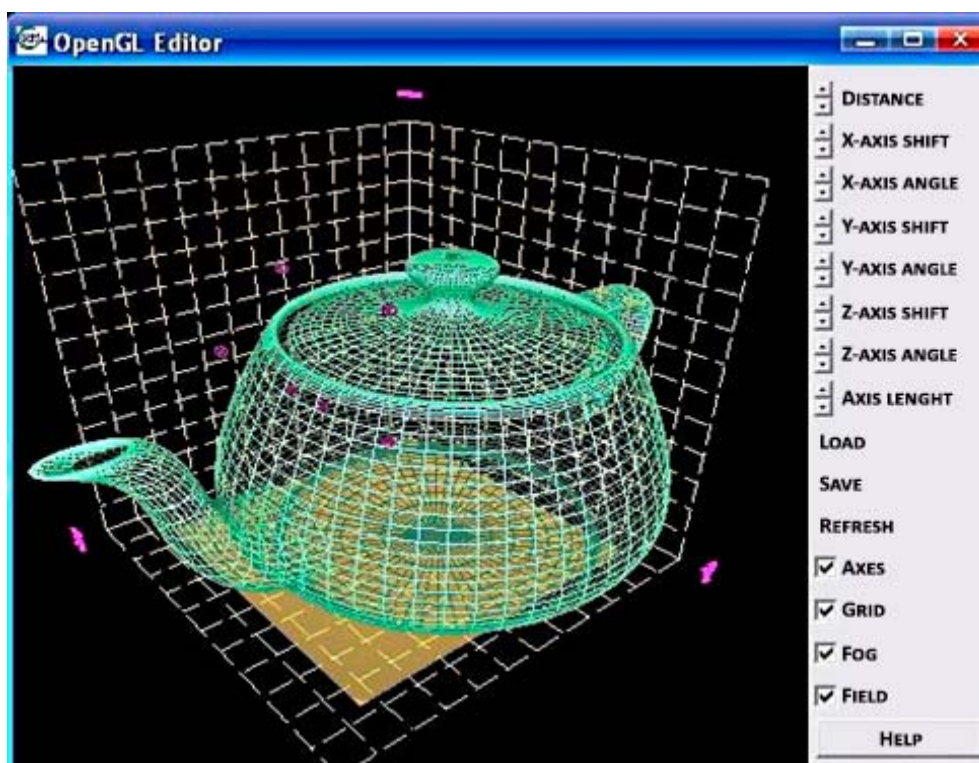 OpenGL Editor
DISTANCE
X-AXIS SHIFT
X-AXIS ANGLE
Y-AXIS SHIFT
Y-AXIS ANGLE
Z-AXIS SHIFT
Z-AXIS ANGLE
AXIS LENGHT
LOAD
SAVE
REFRESH
AXES
GRID
FOG
FIELD
HELP